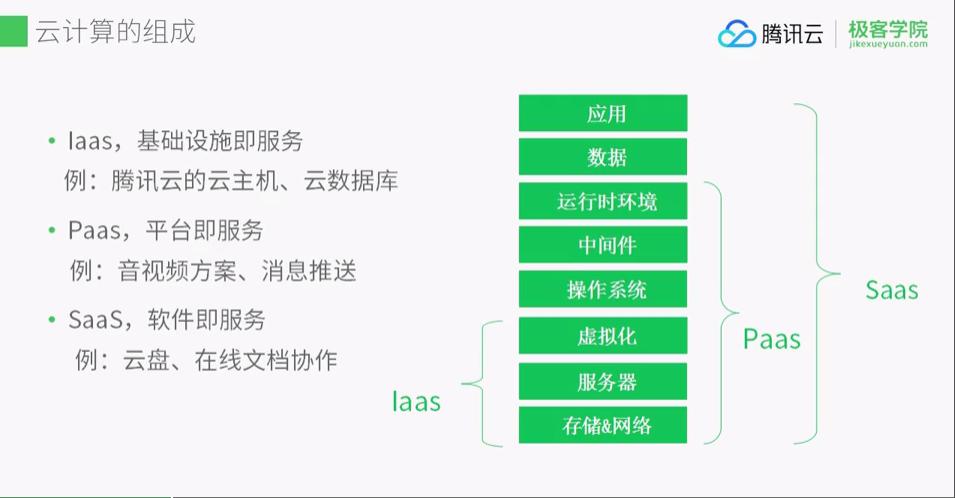 云计算的组成
腾讯云
极客学院
jikexueyuan.com
• Iaas，基础设施即服务
例：腾讯云的云主机、云数据库
• Paas，平台即服务
例：音视频方案、消息推送
• SaaS，软件即服务
例：云盘、在线文档协作
应用
数据
运行时环境
中间件
操作系统
虚拟化
服务器
存储&网络
Iaas
Paas
Saas